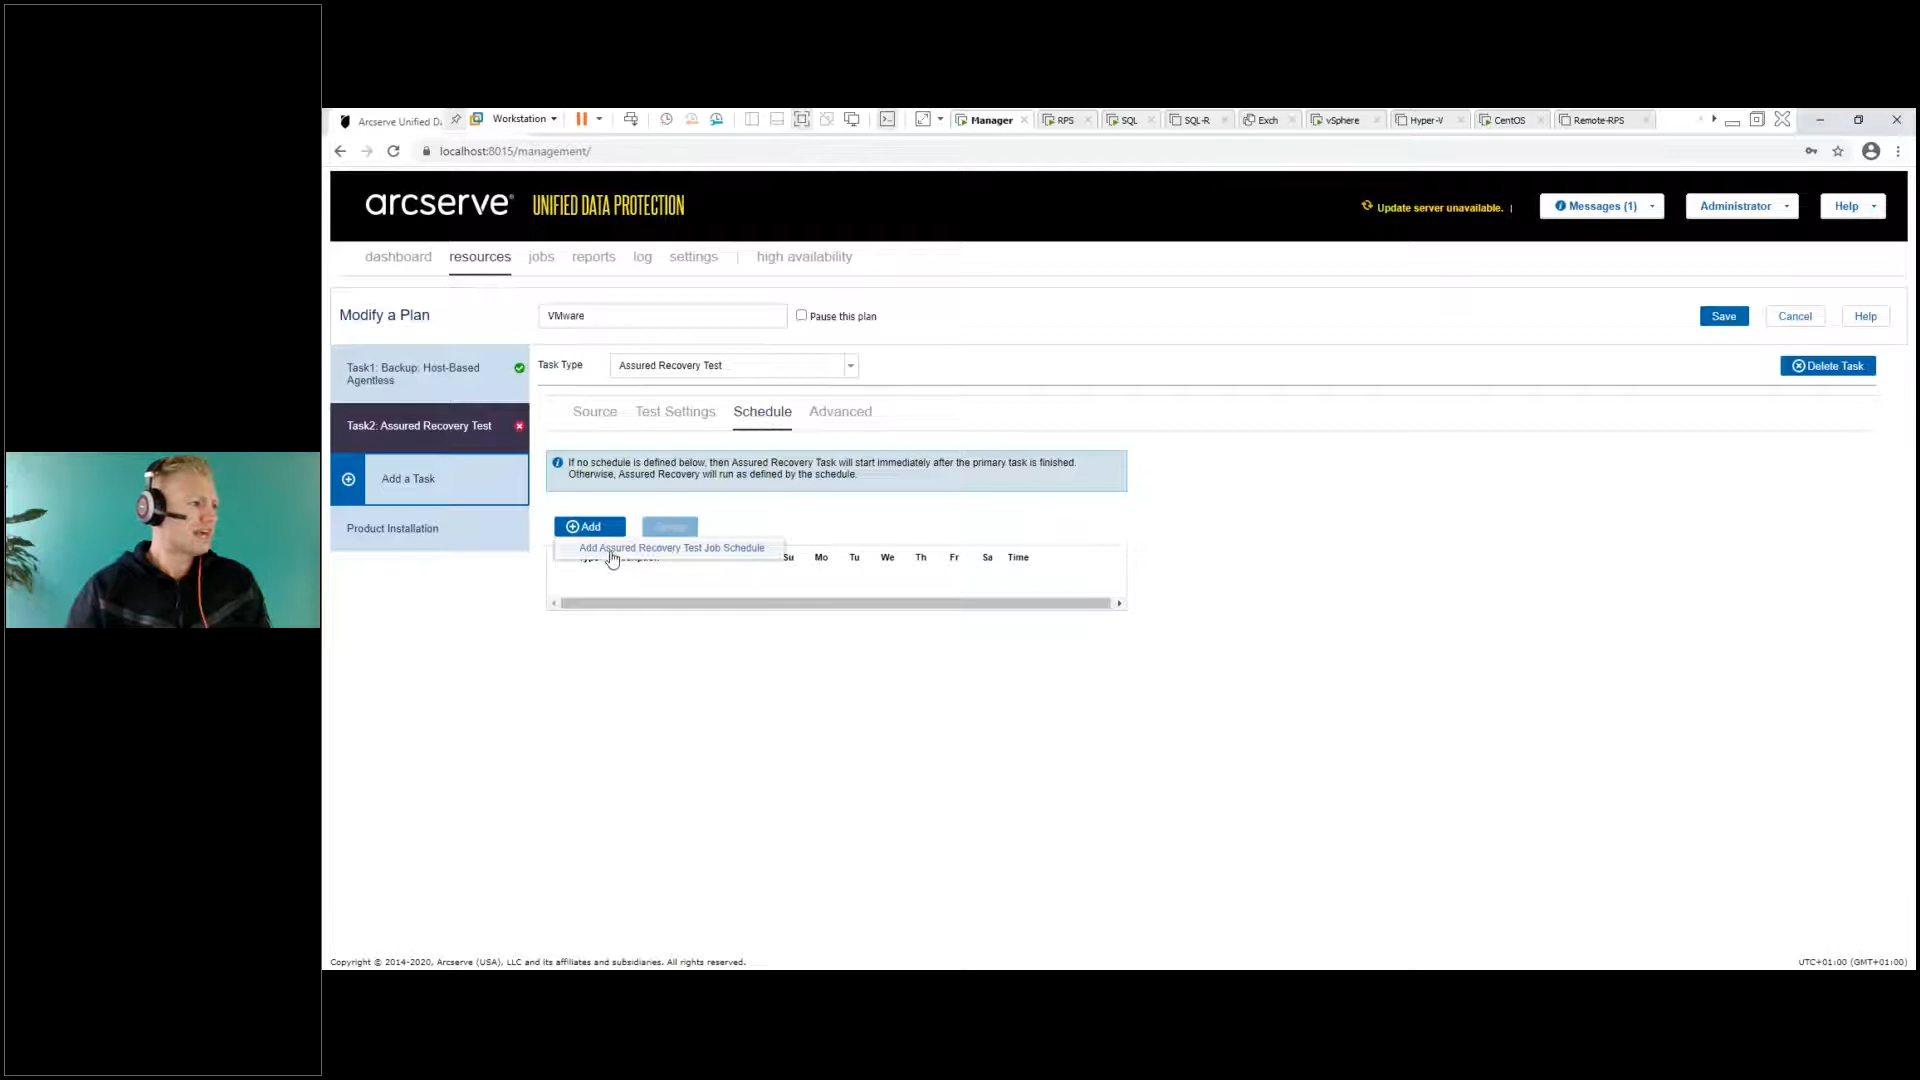 Arcserve Unified Da
Workstation
Manager
RPS
SQL
SQL-R
Exch
vSphere
Hyper-V
CentOS
Remote-RPS
localhost:8015/management/
arcserve®
UNIFIED DATA PROTECTION
Update server unavailable. |
Messages (1)
Administrator
Help
dashboard
resources
jobs
reports
log
settings
|
high availability
Modify a Plan
VMware
Pause this plan
Save
Cancel
Help
Task1: Backup: Host-Based
Agentless
Task Type
Assured Recovery Test
Delete Task
Task2: Assured Recovery Test
Source
Test Settings
Schedule
Advanced
If no schedule is defined below, then Assured Recovery Task will start immediately after the primary task is finished.
Otherwise, Assured Recovery will run as defined by the schedule.
Add a Task
Product Installation
Add
Add Assured Recovery Test Job Schedule
Su
Mo
Tu
We
Th
Fr
Sa
Time
Copyright © 2014-2020, Arcserve (USA), LLC and its affiliates and subsidiaries. All rights reserved.
UTC+01:00 (GMT+01:00)